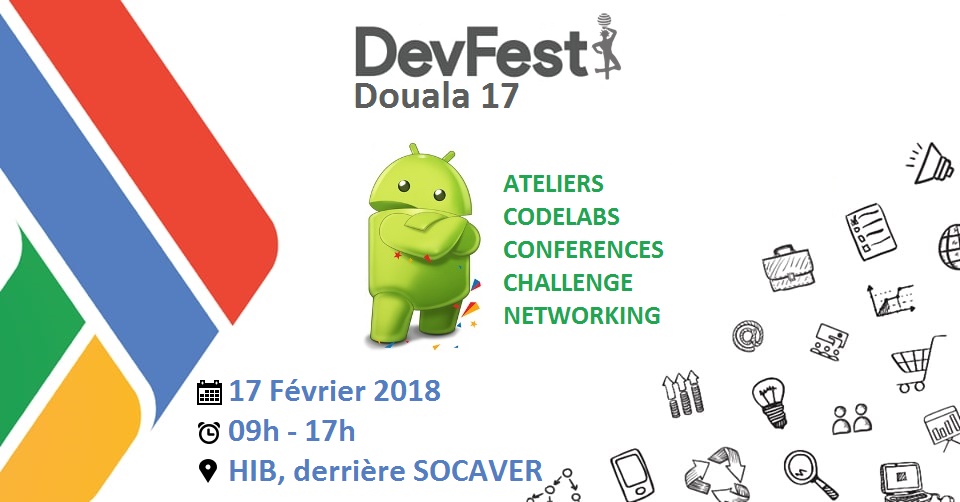 DevFest
Douala 17
ATELIERS
CODELABS
CONFERENCES
CHALLENGE
NETWORKING
17 Février 2018
09h - 17h
HIB, derrière SOCAVER